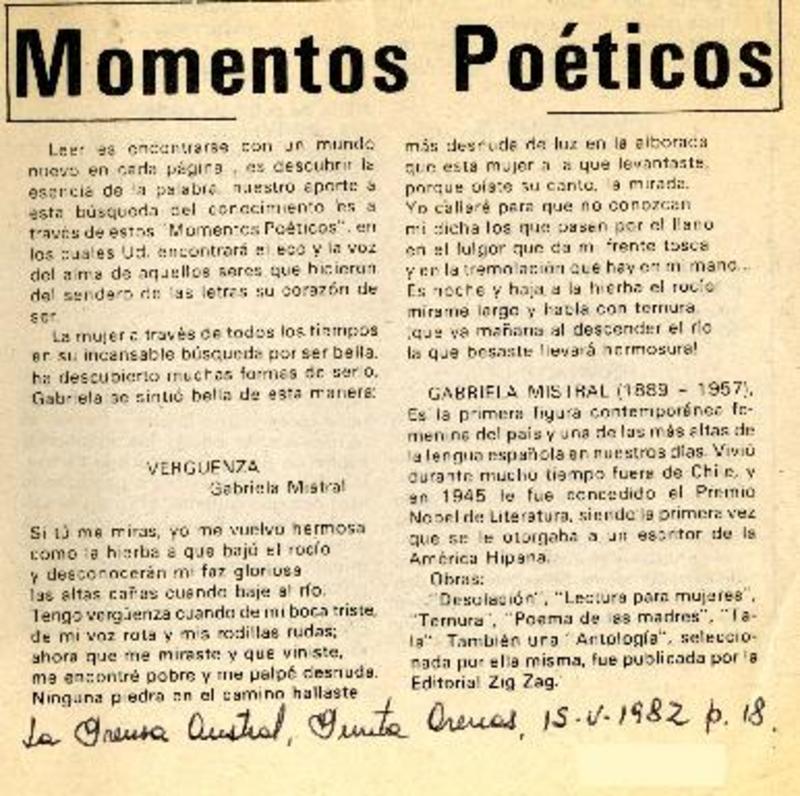 Momentos Poéticos
Leer es encontrarse con un mundo
nuevo en cada página, es descubrir la
esencia de la palabra, nuestro aporte a
esta búsqueda del conocimiento es a
través de estos "Momentos Poéticos", en
los cuales Ud. encontrará el eco y la voz
del alma de aquellos seres que hicieron
del sendero de las letras su corazón de
ser.
La mujer a través de todos los tiempos
en su incansable búsqueda por ser bella,
ha descubierto muchas formas de serlo,
Gabriela se sintió bella de esta manera:
VERGUENZA
Gabriela Mistral
Si tú me miras, yo me vuelvo hermosa
como la hierba a que bajó el rocío
y desconocerán mi faz gloriosa
las altas cañas cuando baje al río.
Tengo vergüenza cuando de mi boca triste,
de mi voz rota y mis rodillas rudas;
ahora que me miraste y que viniste,
me encontré pobre y me palpé desnuda.
Ninguna piedra en el camino hallaste
más desnuda de luz en la alborada
que esta mujer a la que levantaste,
porque oíste su canto, la mirada.
Yo callaré para que no conozcan
mi dicha los que pasan por el llano
en el fulgor que da mi frente tosca
y en la tremolación que hay en mi mano...
Es noche y baja a la hierba el rocío
mírame largo y habla con ternura,
¡que ya mañana al descender el río
la que besaste llevará hermosura!
GABRIELA MISTRAL (1889 - 1957),
Es la primera figura contemporánea fe-
menina del país y una de las más altas de
la lengua española en nuestros días. Vivió
durante mucho tiempo fuera de Chile, y
en 1945 le fue concedido el Premio
Nobel de Literatura, siendo la primera vez
que se le otorgaba a un escritor de la
América Hipana.
Obras:
"Desolación", "Lectura para mujeres",
"Ternura", "Poema de las madres", "Ta-
la". También una "Antología", seleccio-
nada por ella misma, fue publicada por la
Editorial Zig Zag.
La Prensa Austral, Punta Arenas, 15-V-1982 p. 18.